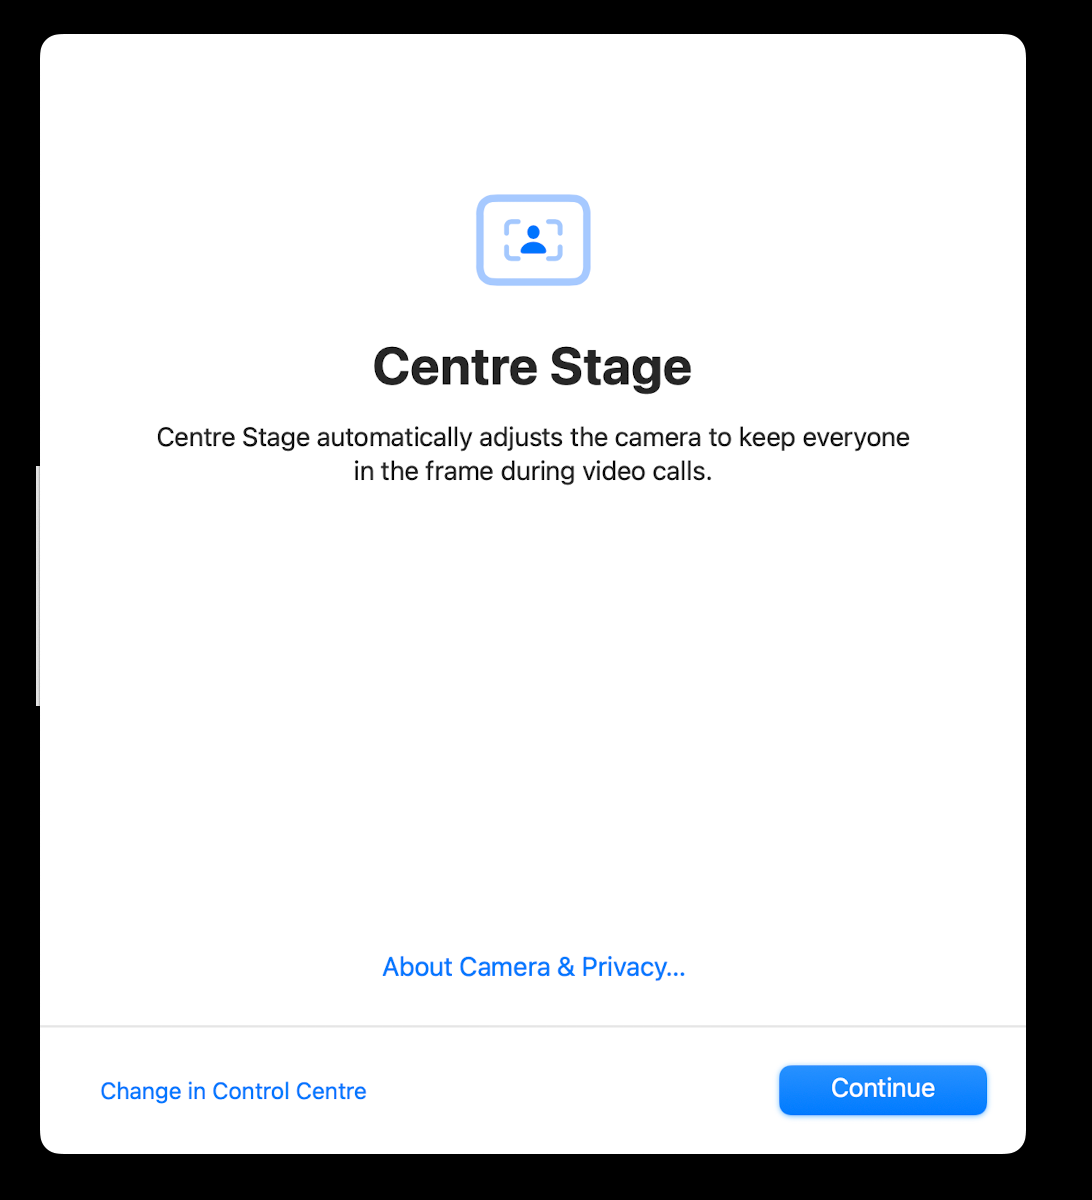 Centre Stage
Centre Stage automatically adjusts the camera to keep everyone
in the frame during video calls.
About Camera & Privacy...
Change in Control Centre
Continue